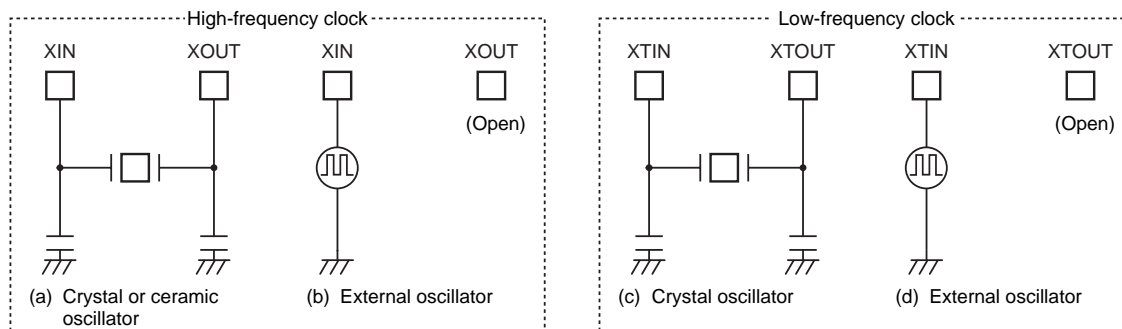 High-frequency clock
XIN XOUT XIN XOUT
(Open)
(a) Crystal or ceramic oscillator
(b) External oscillator
Low-frequency clock
XTIN XTOUT XTIN XTOUT
(Open)
(c) Crystal oscillator
(d) External oscillator